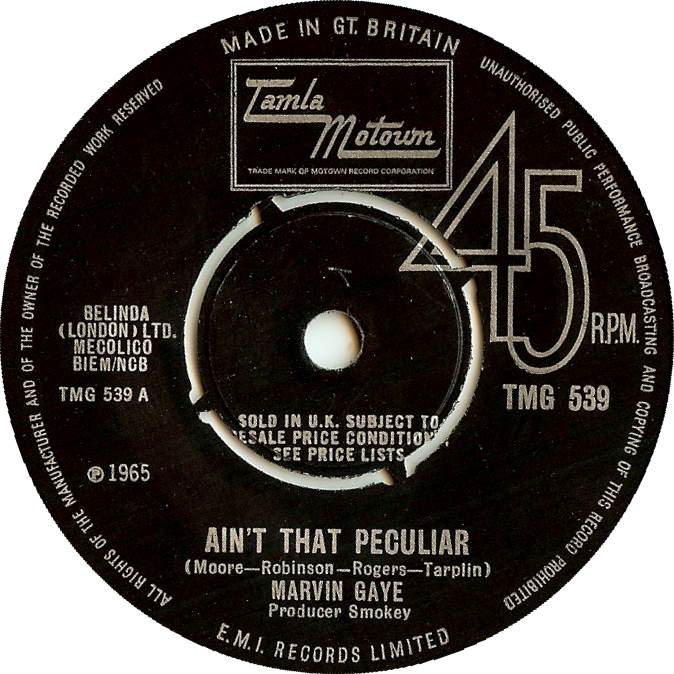 MADE IN GT. BRITAIN
UNAUTHORISED PUBLIC PERFORMANCE BROADCASTING AND COPYING OF THIS RECORD PROHIBITED
ALL RIGHTS OF THE MANUFACTURER AND OF THE OWNER OF THE RECORDED WORK RESERVED
Tamla
Motown
TRADE MARK OF MOTOWN RECORD CORPORATION
45
R.P.M.
BELINDA
(LONDON) LTD.
MECOLICO
BIEM/NCB
TMG 539 A
TMG 539
SOLD IN U.K. SUBJECT TO
ESALE PRICE CONDITION
SEE PRICE LISTS
℗ 1965
AIN'T THAT PECULIAR
(Moore—Robinson—Rogers—Tarplin)
MARVIN GAYE
Producer Smokey
E.M.I. RECORDS LIMITED